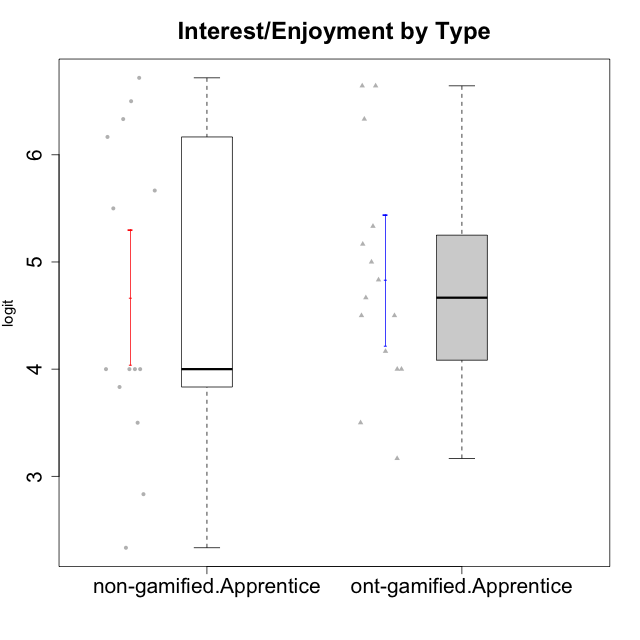 Interest/Enjoyment by Type
logit
6
5
4
3
non-gamified.Apprentice
ont-gamified.Apprentice